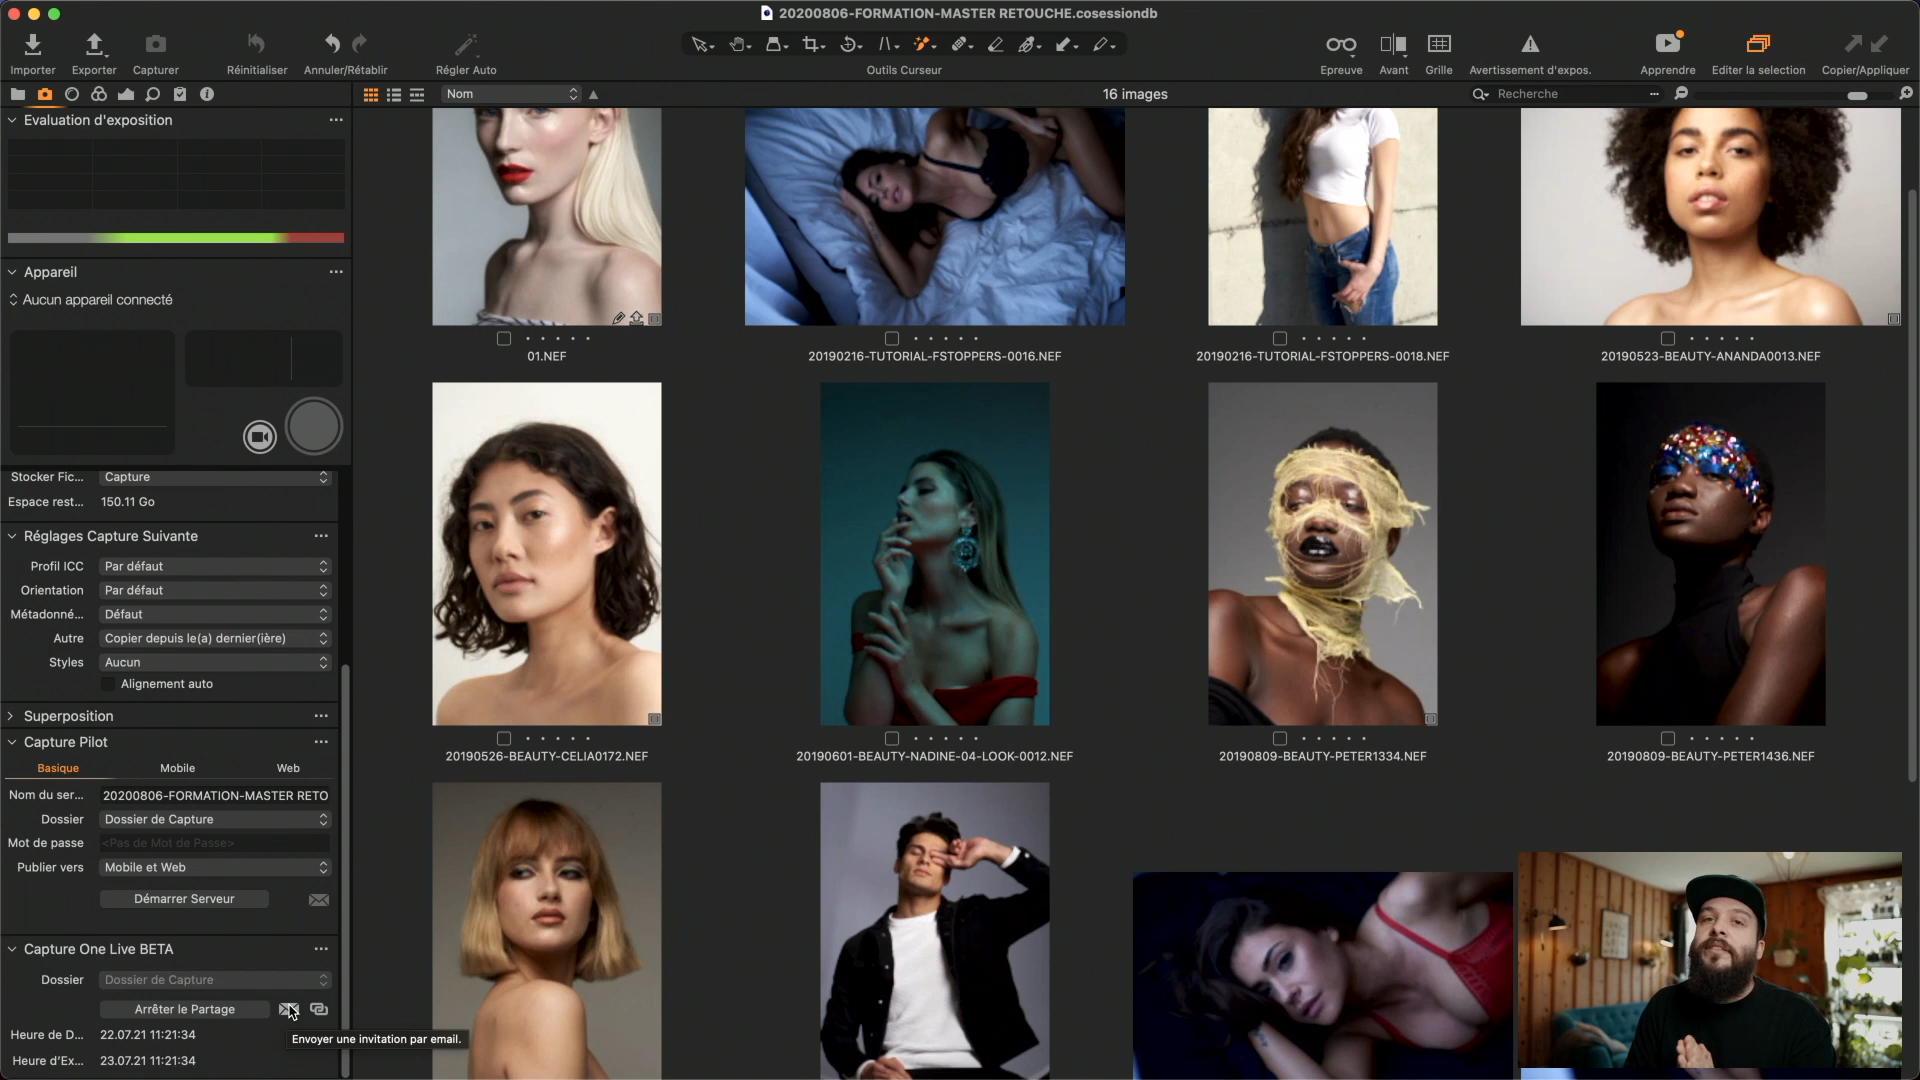 20200806-FORMATION-MASTER RETOUCHE.cosessiondb
Importer
Exporter
Capturer
Réinitialiser
Annuler/Rétablir
Régler Auto
Outils Curseur
Epreuve
Avant
Grille
Avertissement d'expos.
Apprendre
Editer la selection
Copier/Appliquer
Nom
16 images
Recherche
Evaluation d'exposition
Appareil
Aucun appareil connecté
Stocker Fic... Capture
Espace rest... 150.11 Go
Réglages Capture Suivante
Profil ICC Par défaut
Orientation Par défaut
Métadonné... Défaut
Autre Copier depuis le(a) dernier(ière)
Styles Aucun
Alignement auto
Superposition
Capture Pilot
Basique Mobile Web
Nom du ser... 20200806-FORMATION-MASTER RETO
Dossier Dossier de Capture
Mot de passe <Pas de Mot de Passe>
Publier vers Mobile et Web
Démarrer Serveur
Capture One Live BETA
Dossier Dossier de Capture
Arrêter le Partage
Heure de D... 22.07.21 11:21:34
Envoyer une invitation par email.
Heure d'Ex... 23.07.21 11:21:34
01.NEF
20190216-TUTORIAL-FSTOPPERS-0016.NEF
20190216-TUTORIAL-FSTOPPERS-0018.NEF
20190523-BEAUTY-ANANDA0013.NEF
20190526-BEAUTY-CELIA0172.NEF
20190601-BEAUTY-NADINE-04-LOOK-0012.NEF
20190809-BEAUTY-PETER1334.NEF
20190809-BEAUTY-PETER1436.NEF